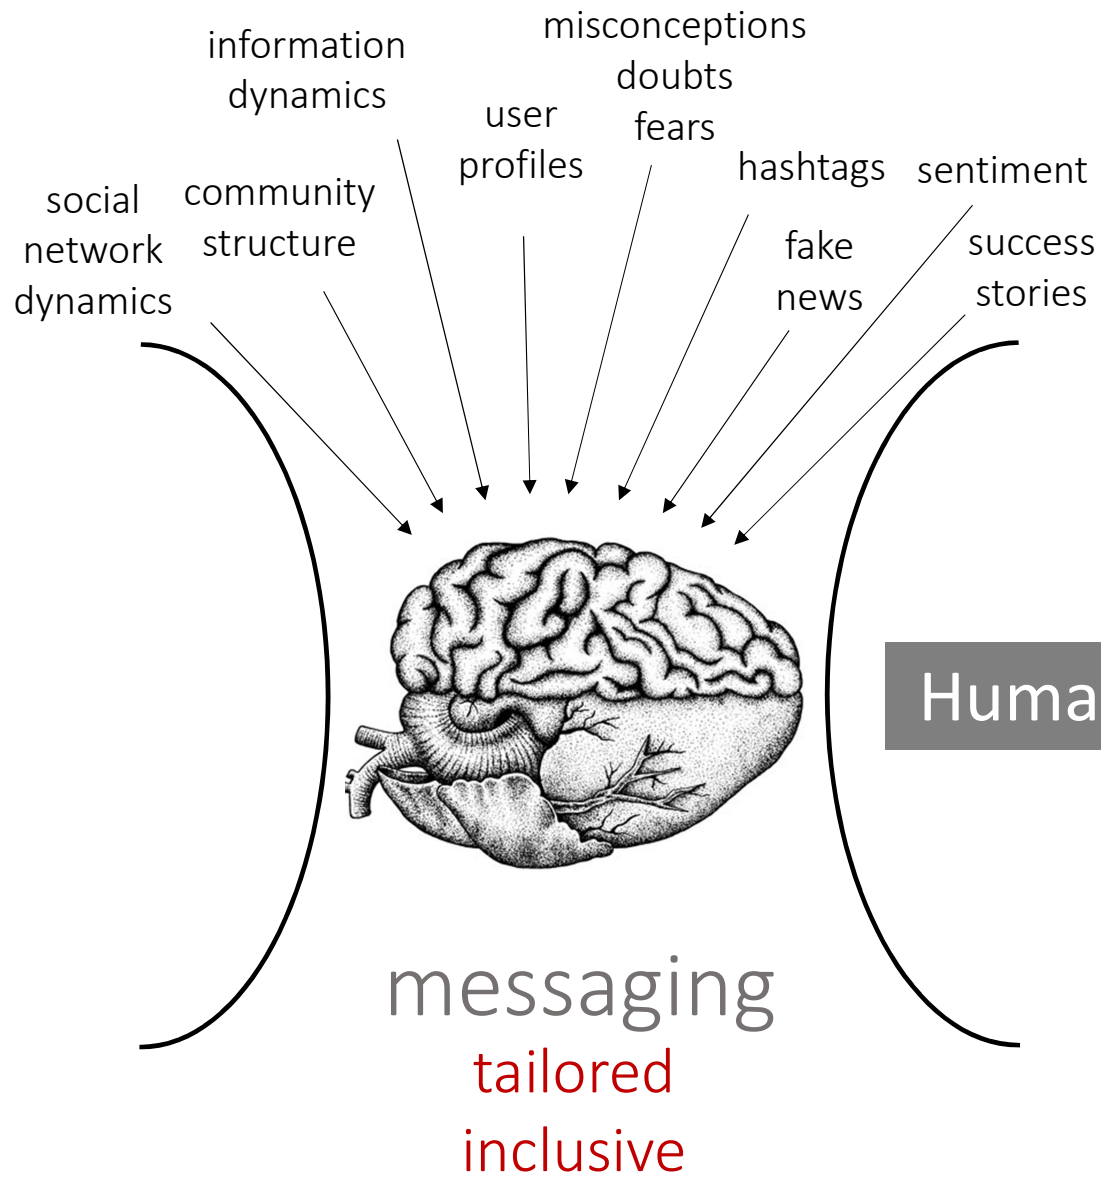 information
dynamics
misconceptions
doubts
fears
user
profiles
hashtags
sentiment
social
network
dynamics
community
structure
fake
news
success
stories
Huma
messaging
tailored
inclusive